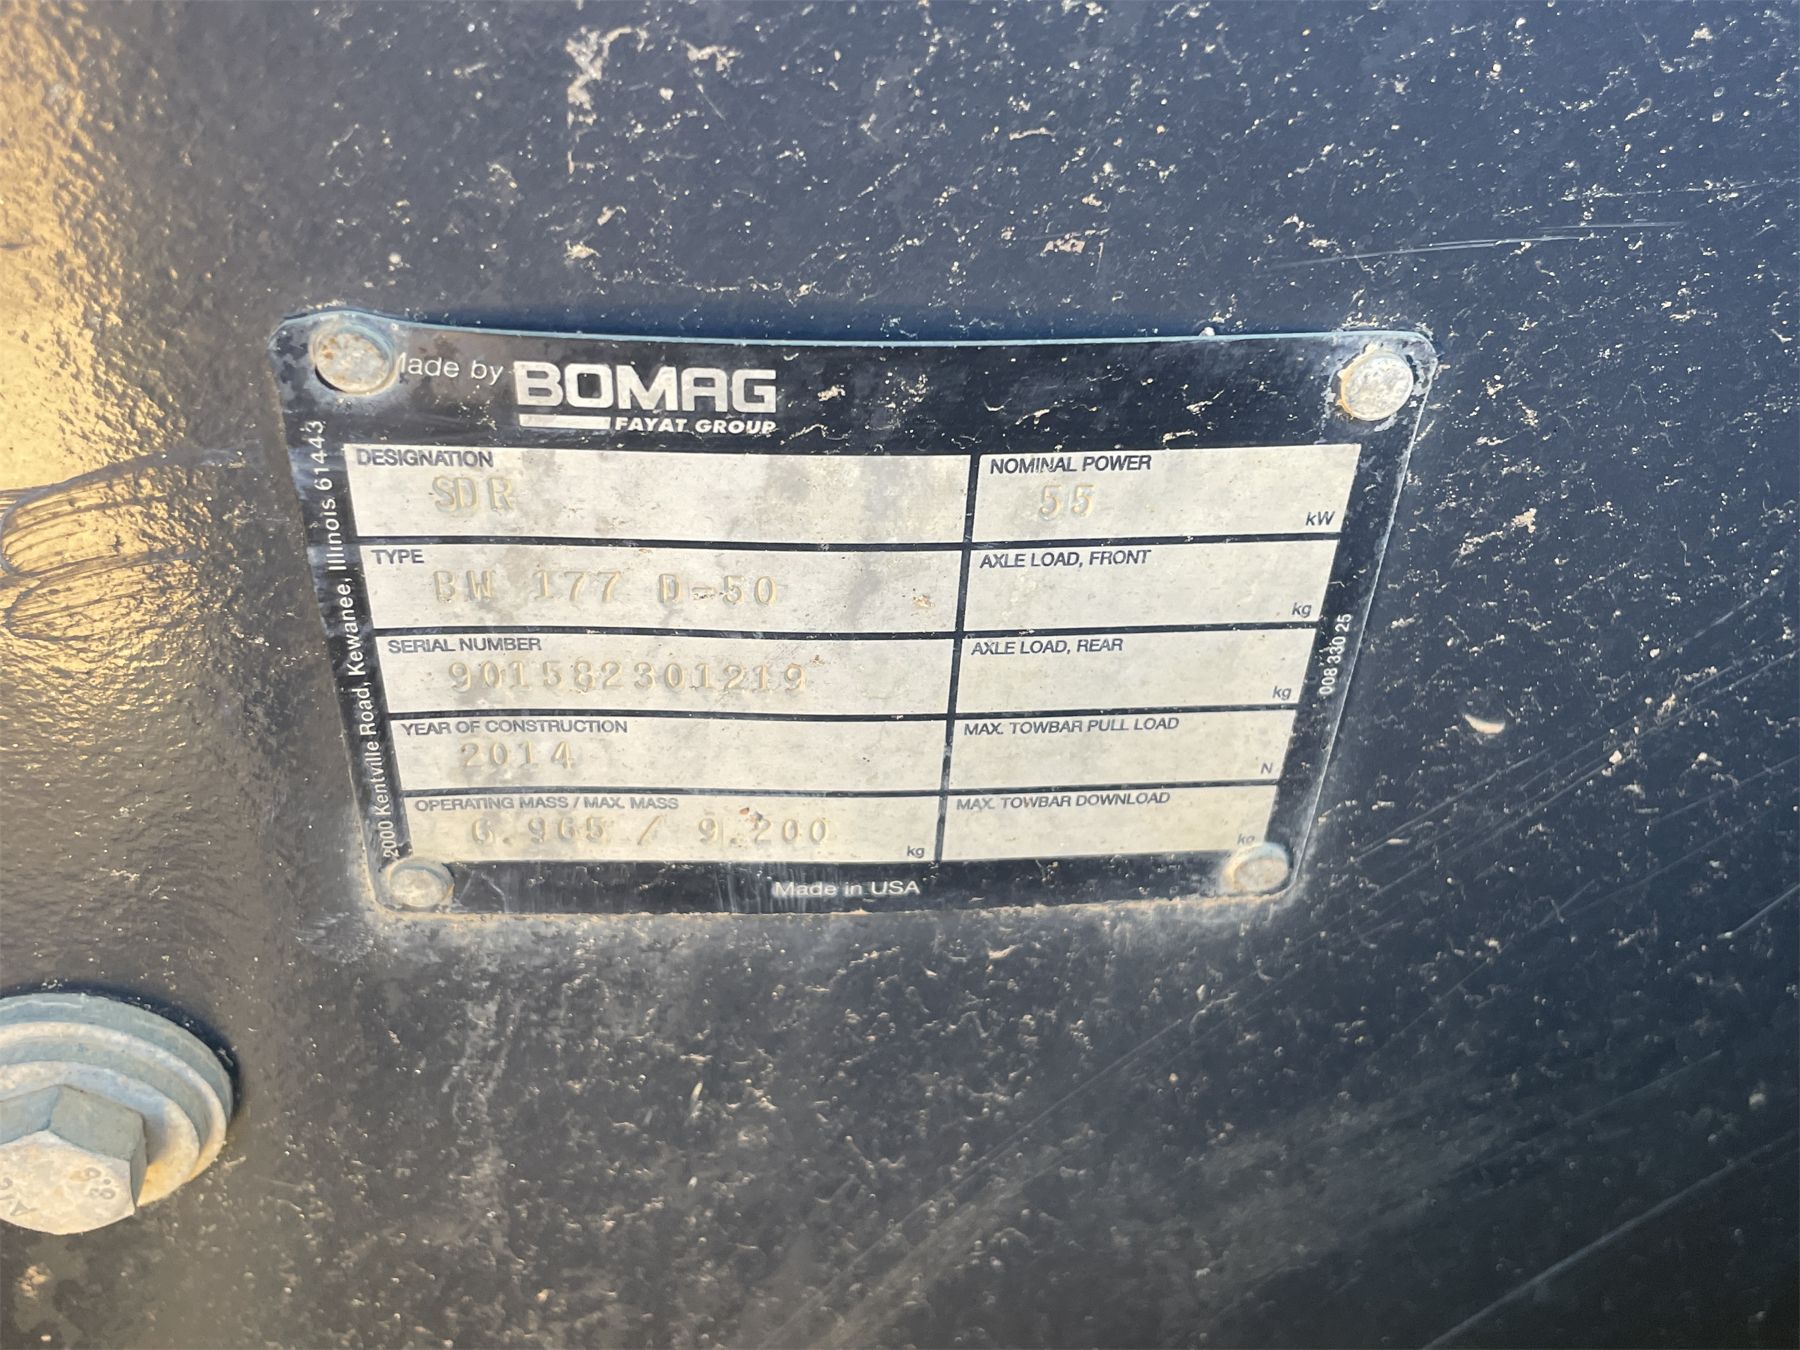 Made by BOMAG
FAYAT GROUP
DESIGNATION
SDR
NOMINAL POWER
55
kW
TYPE
BW 177 D-50
AXLE LOAD, FRONT
kg
SERIAL NUMBER
901582301219
AXLE LOAD, REAR
kg
YEAR OF CONSTRUCTION
2014
MAX. TOWBAR PULL LOAD
N
OPERATING MASS / MAX. MASS
6.965 / 9.200
kg
MAX. TOWBAR DOWNLOAD
kg
Made in USA
2000 Kentville Road, Kewanee, Illinois 61443
008 330 25
8.8